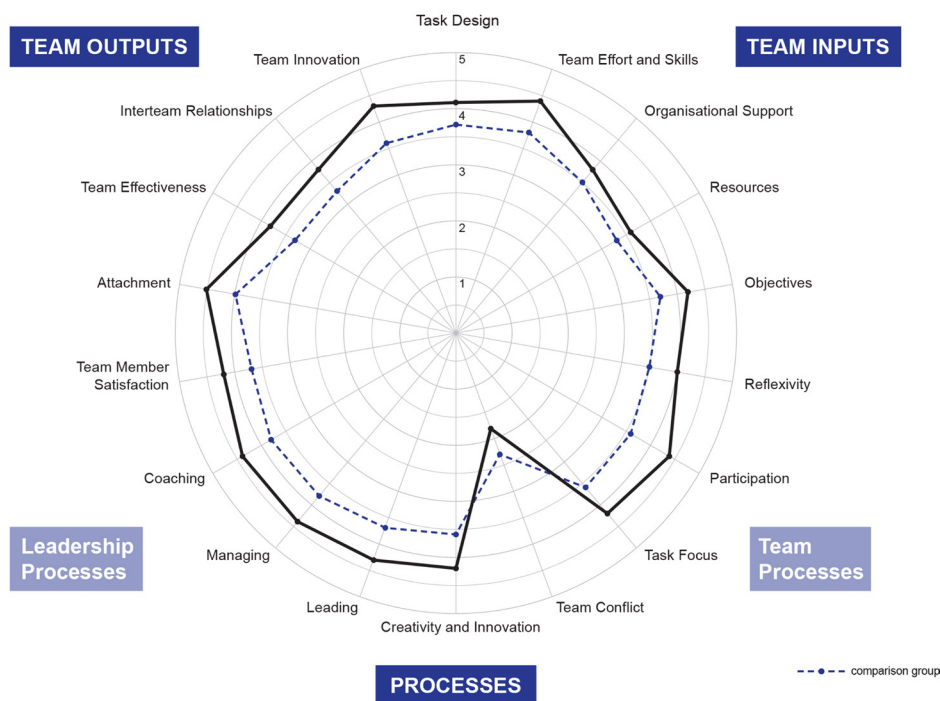 Task Design
TEAM OUTPUTS
TEAM INPUTS
Team Innovation
5
Team Effort and Skills
Interteam Relationships
Organisational Support
4
Team Effectiveness
3
Resources
2
Attachment
1
Objectives
Team Member
Satisfaction
Reflexivity
Coaching
Participation
Leadership
Processes
Managing
Task Focus
Team
Processes
Leading
Team Conflict
Creativity and Innovation
PROCESSES
comparison group